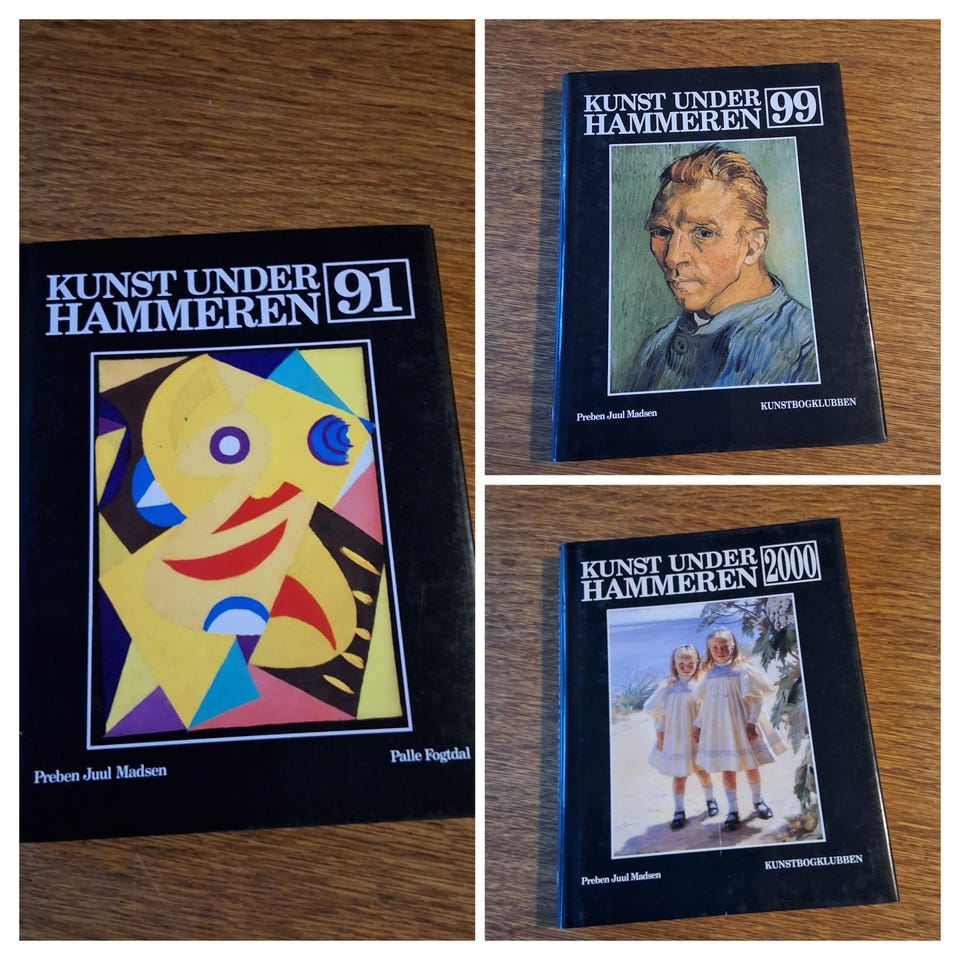 KUNST UNDER
HAMMEREN 91
Preben Juul Madsen
Palle Fogtdal
KUNST UNDER
HAMMEREN 99
Preben Juul Madsen
KUNSTBOGKLUBBEN
KUNST UNDER
HAMMEREN 2000
Preben Juul Madsen
KUNSTBOGKLUBBEN